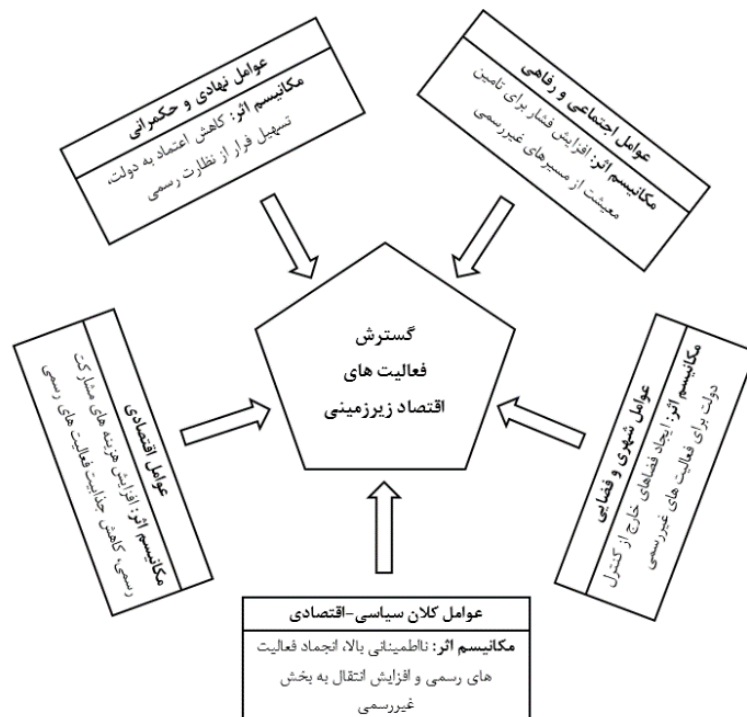 عوامل نهادی و حکمرانی
مکانیسم اثر: کاهش اعتماد به دولت،
تسهیل فرار از نظارت رسمی
عوامل اجتماعی و رفاهی
مکانیسم اثر: افزایش فشار برای تامین
معیشت از مسیرهای غیررسمی
گسترش
فعالیت های
اقتصاد زیرزمینی
عوامل اقتصادی
مکانیسم اثر: افزایش هزینه های مشارکت
رسمی، کاهش جذابیت فعالیت های رسمی
عوامل شهری و فضایی
مکانیسم اثر: ایجاد فضاهای خارج از کنترل
دولت برای فعالیت های غیررسمی
عوامل کلان سیاسی-اقتصادی
مکانیسم اثر: نااطمینانی بالا، انجماد فعالیت
های رسمی و افزایش انتقال به بخش
غیررسمی